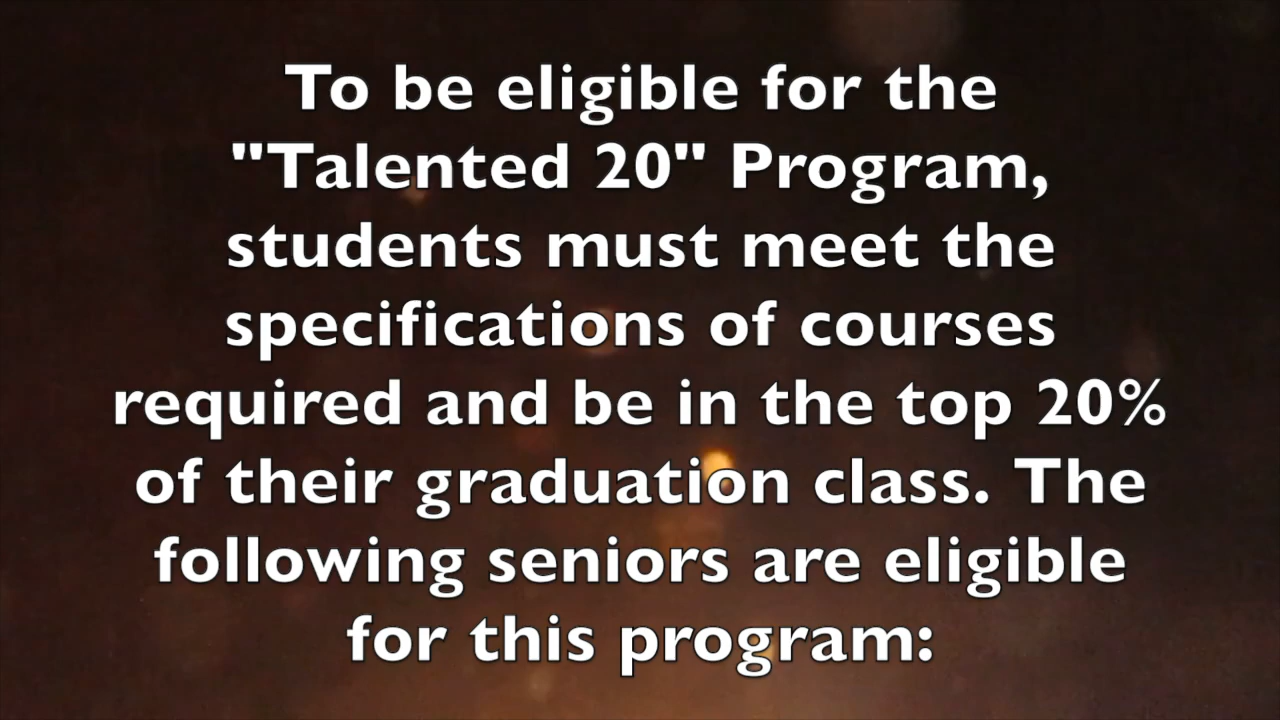 To be eligible for the
"Talented 20" Program,
students must meet the
specifications of courses
required and be in the top 20%
of their graduation class. The
following seniors are eligible
for this program: